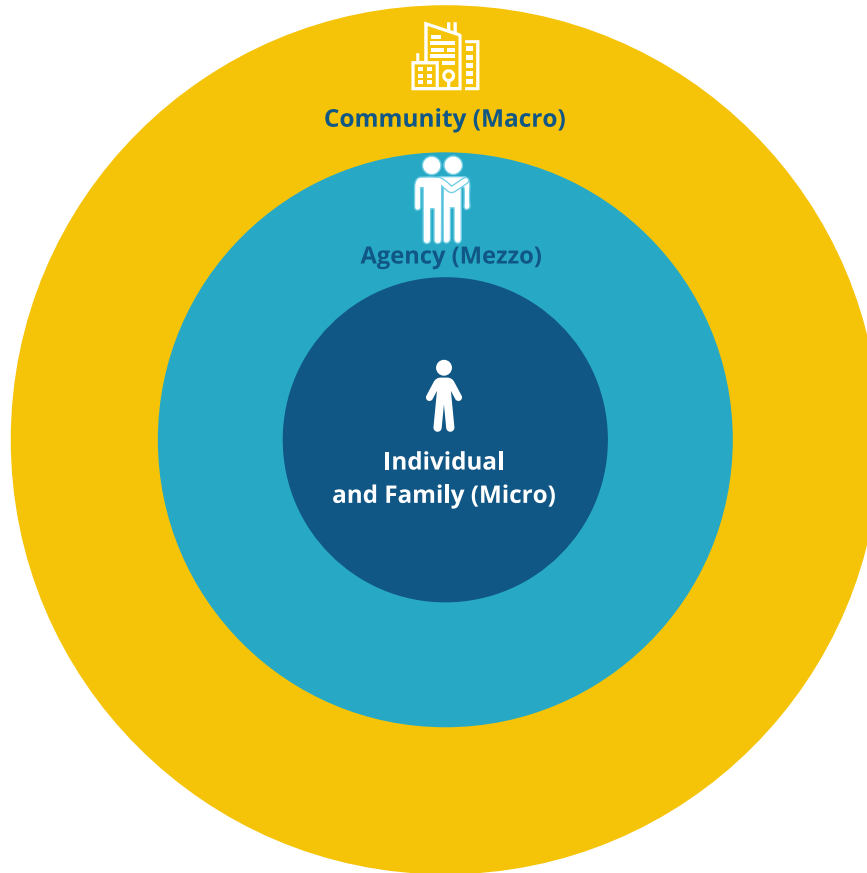 Community (Macro)
Agency (Mezzo)
Individual
and Family (Micro)